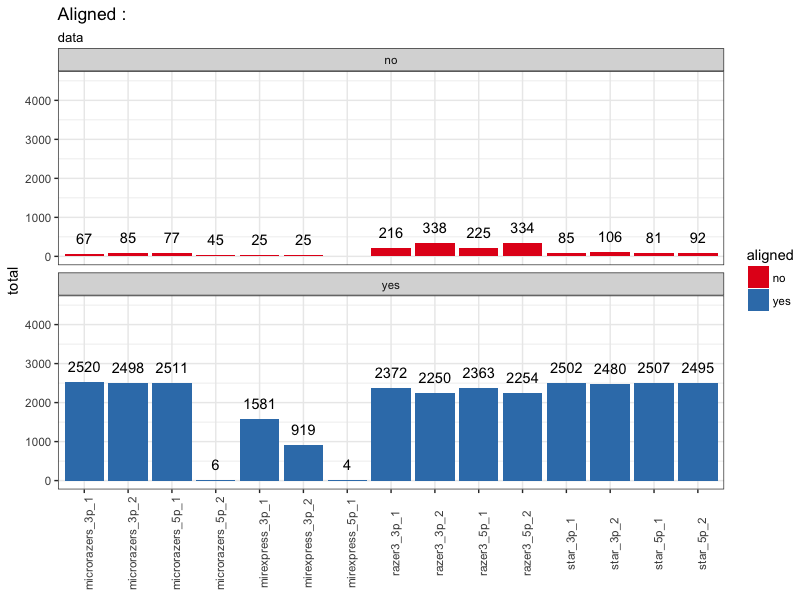 Aligned :
data
no
4000
3000
2000
1000
0
67 85 77 45 25 25 216 338 225 334 85 106 81 92
total
yes
4000
3000
2000
1000
0
2520 2498 2511 6 1581 919 4 2372 2250 2363 2254 2502 2480 2507 2495
microrazers_3p_1
microrazers_3p_2
microrazers_5p_1
microrazers_5p_2
mirexpress_3p_1
mirexpress_3p_2
mirexpress_5p_1
razer3_3p_1
razer3_3p_2
razer3_5p_1
razer3_5p_2
star_3p_1
star_3p_2
star_5p_1
star_5p_2
aligned
no
yes